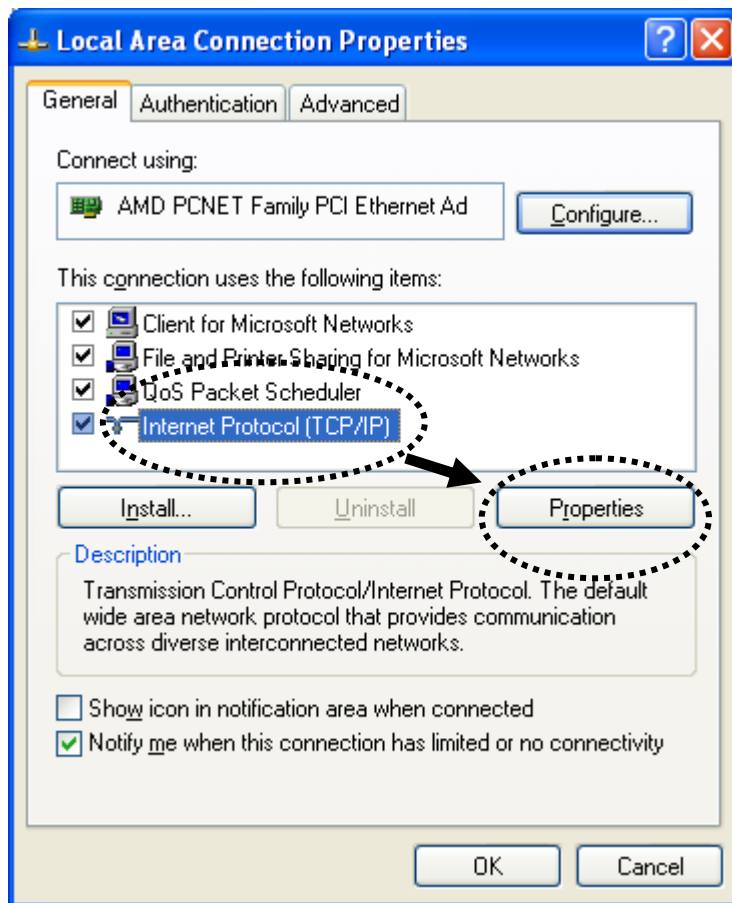 Local Area Connection Properties
General Authentication Advanced
Connect using:
AMD PCNET Family PCI Ethernet Ad
Configure...
This connection uses the following items:
Client for Microsoft Networks
File and Printer Sharing for Microsoft Networks
QoS Packet Scheduler
Internet Protocol (TCP/IP)
Install... Uninstall Properties
Description
Transmission Control Protocol/Internet Protocol. The default
wide area network protocol that provides communication
across diverse interconnected networks.
Show icon in notification area when connected
Notify me when this connection has limited or no connectivity
OK Cancel